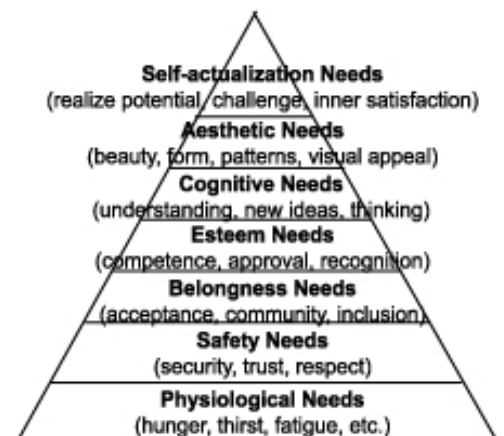 Self-actualization Needs
(realize potential, challenge, inner satisfaction)
Aesthetic Needs
(beauty, form, patterns, visual appeal)
Cognitive Needs
(understanding, new ideas, thinking)
Esteem Needs
(competence, approval, recognition)
Belongness Needs
(acceptance, community, inclusion)
Safety Needs
(security, trust, respect)
Physiological Needs
(hunger, thirst, fatigue, etc.)